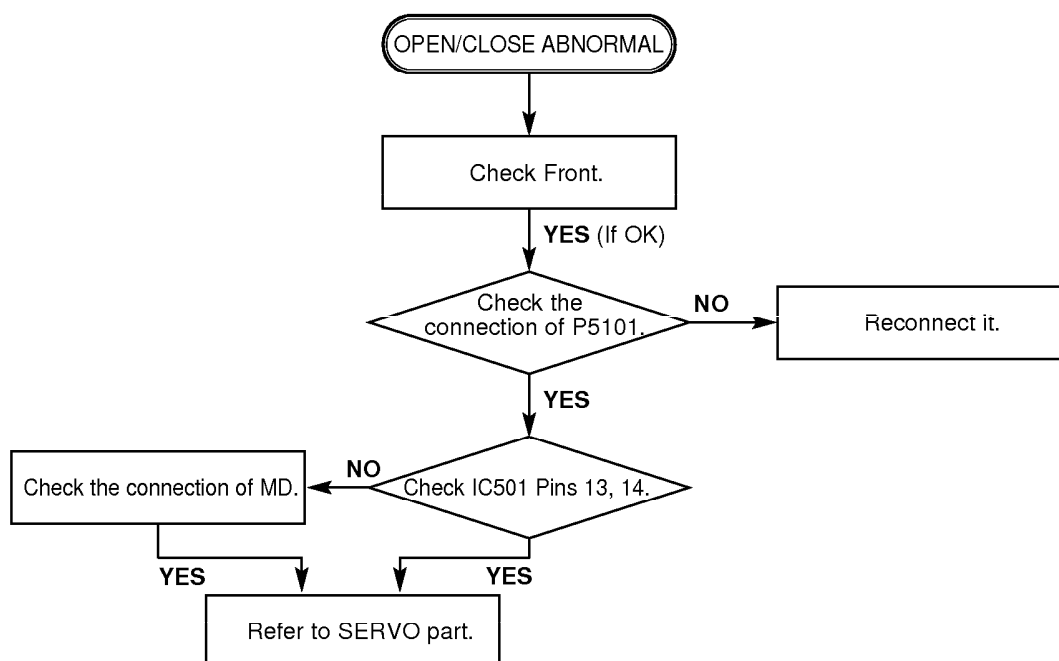 OPEN/CLOSE ABNORMAL
Check Front.
YES (If OK)
Check the
connection of P5101.
NO
Reconnect it.
YES
Check IC501 Pins 13, 14.
NO
Check the connection of MD.
YES
YES
Refer to SERVO part.